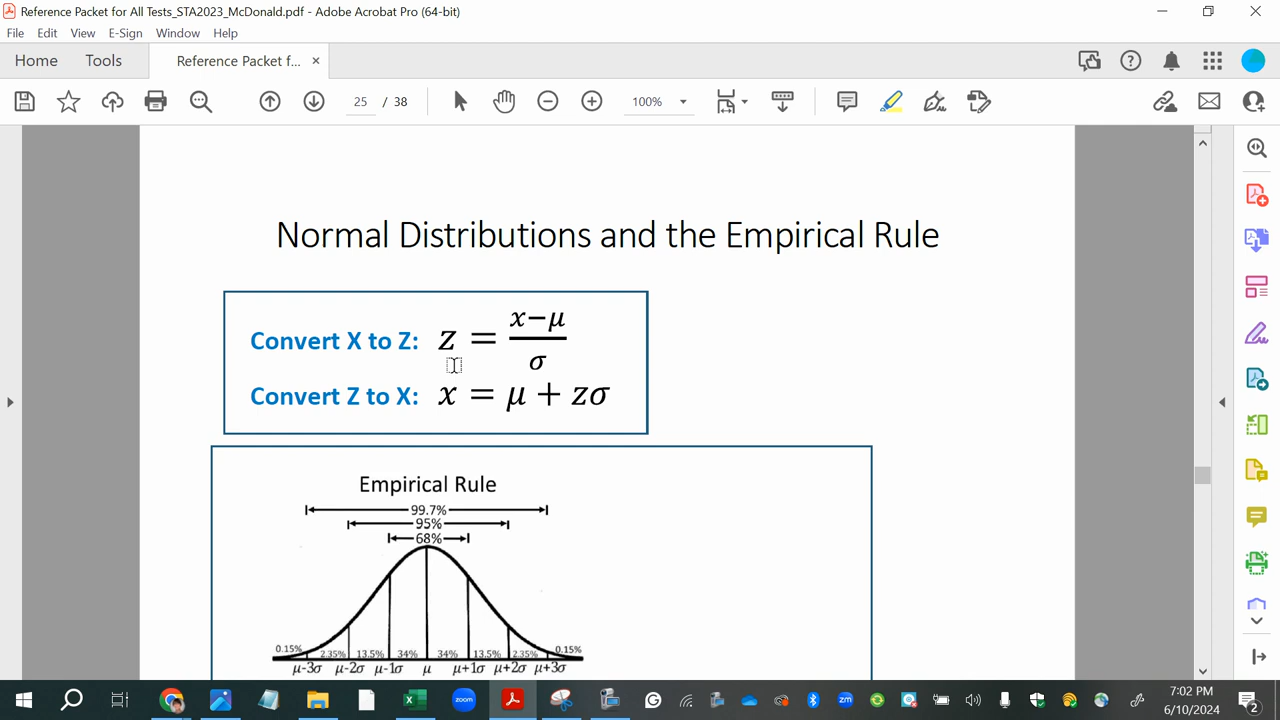 Reference Packet for All Tests_STA2023_McDonald.pdf - Adobe Acrobat Pro (64-bit)
File Edit View E-Sign Window Help
Home Tools Reference Packet f... ×
25 / 38 100%
Normal Distributions and the Empirical Rule
Convert X to Z: z = (x−μ)/σ
Convert Z to X: x = μ + zσ
Empirical Rule
99.7%
95%
68%
0.15% 2.35% 13.5% 34% 34% 13.5% 2.35% 0.15%
μ-3σ μ-2σ μ-1σ μ μ+1σ μ+2σ μ+3σ
zoom zm 7:02 PM
6/10/2024 2